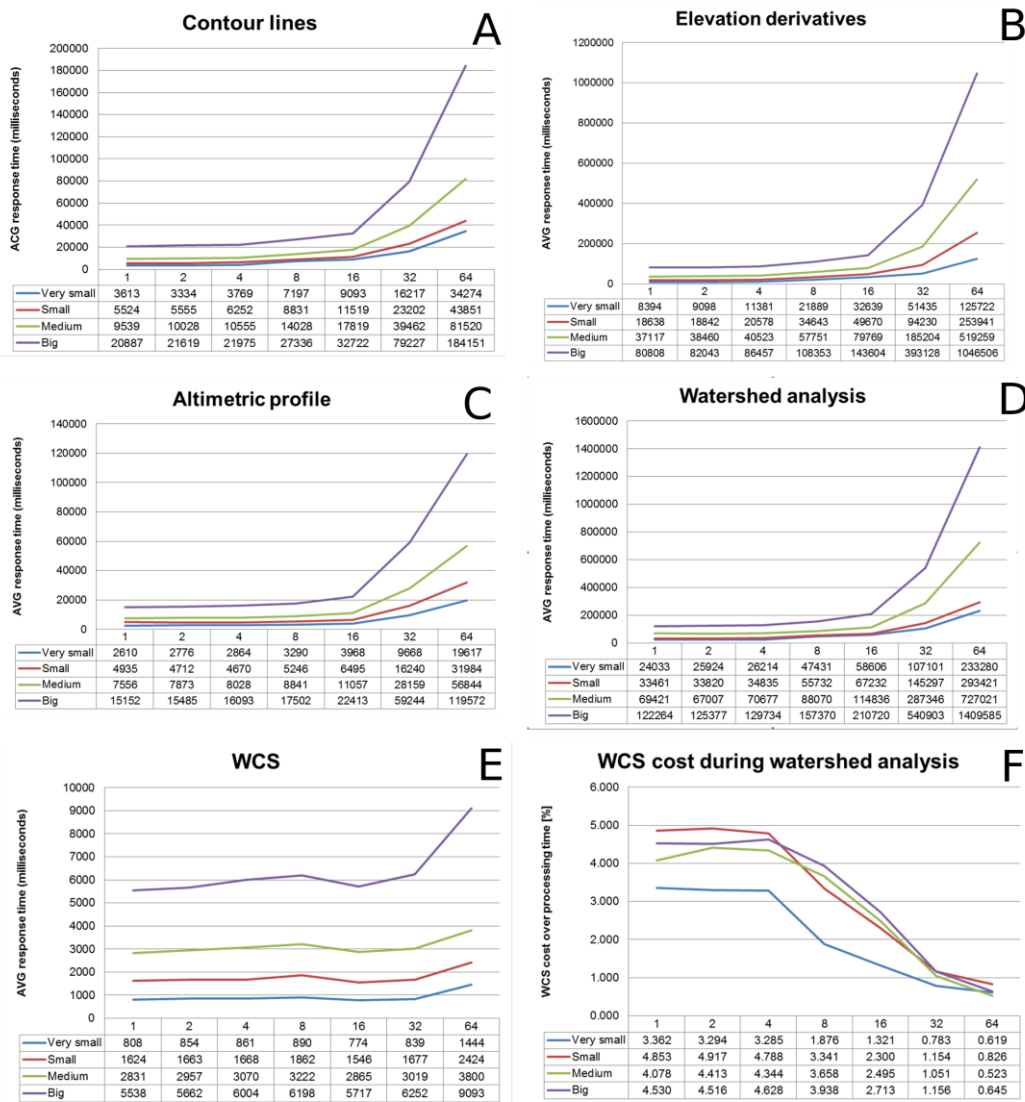 Contour lines
A
ACG response time (milliseconds)
200000
180000
160000
140000
120000
100000
80000
60000
40000
20000
0
1 2 4 8 16 32 64
Very small 3613 3334 3769 7197 9093 16217 34274
Small 5524 5555 6252 8831 11519 23202 43851
Medium 9539 10028 10555 14028 17819 39462 81520
Big 20887 21619 21975 27336 32722 79227 184151
Elevation derivatives
B
AVG response time (milliseconds)
1200000
1000000
800000
600000
400000
200000
0
1 2 4 8 16 32 64
Very small 8394 9098 11381 21889 32639 51435 125722
Small 18638 18842 20578 34643 49670 94230 253941
Medium 37117 38460 40523 57751 79769 185204 519259
Big 80808 82043 86457 108353 143604 393128 1046506
Altimetric profile
C
AVG response time (milliseconds)
140000
120000
100000
80000
60000
40000
20000
0
1 2 4 8 16 32 64
Very small 2610 2776 2864 3290 3968 9668 19617
Small 4935 4712 4670 5246 6495 16240 31984
Medium 7556 7873 8028 8841 11057 28159 56844
Big 15152 15485 16093 17502 22413 59244 119572
Watershed analysis
D
AVG response time (milliseconds)
1600000
1400000
1200000
1000000
800000
600000
400000
200000
0
1 2 4 8 16 32 64
Very small 24033 25924 26214 47431 58606 107101 233280
Small 33461 33820 34835 55732 67232 145297 293421
Medium 69421 67007 70677 88070 114836 287346 727021
Big 122264 125377 129734 157370 210720 540903 1409585
WCS
E
AVG response time (milliseconds)
10000
9000
8000
7000
6000
5000
4000
3000
2000
1000
0
1 2 4 8 16 32 64
Very small 808 854 861 890 774 839 1444
Small 1624 1663 1668 1862 1546 1677 2424
Medium 2831 2957 3070 3222 2865 3019 3800
Big 5538 5662 6004 6198 5717 6252 9093
WCS cost during watershed analysis
F
WCS cost over processing time [%]
6.000
5.000
4.000
3.000
2.000
1.000
0.000
1 2 4 8 16 32 64
Very small 3.362 3.294 3.285 1.876 1.321 0.783 0.619
Small 4.853 4.917 4.788 3.341 2.300 1.154 0.826
Medium 4.078 4.413 4.344 3.658 2.495 1.051 0.523
Big 4.530 4.516 4.628 3.938 2.713 1.156 0.645